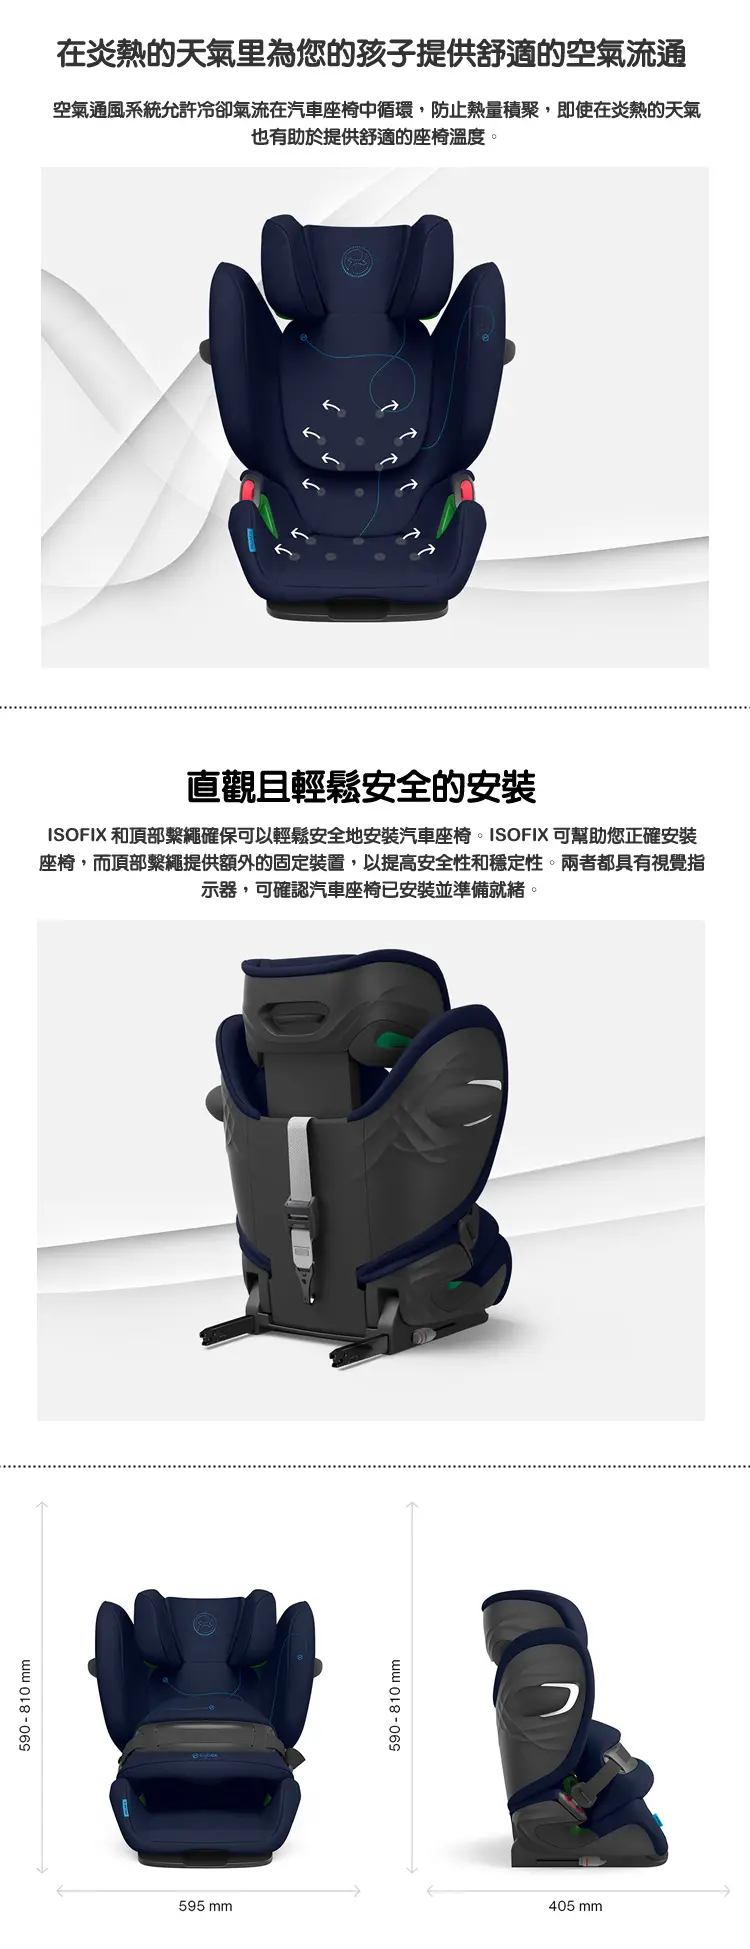 在炎熱的天氣里為您的孩子提供舒適的空氣流通
空氣通風系統允許冷卻氣流在汽車座椅中循環，防止熱量積聚，即使在炎熱的天氣
也有助於提供舒適的座椅溫度。
直觀且輕鬆安全的安裝
ISOFIX 和頂部繫繩確保可以輕鬆安全地安裝汽車座椅。ISOFIX 可幫助您正確安裝
座椅，而頂部繫繩提供額外的固定裝置，以提高安全性和穩定性。兩者都具有視覺指
示器，可確認汽車座椅已安裝並準備就緒。
590 - 810 mm
cybex
595 mm
590 - 810 mm
405 mm